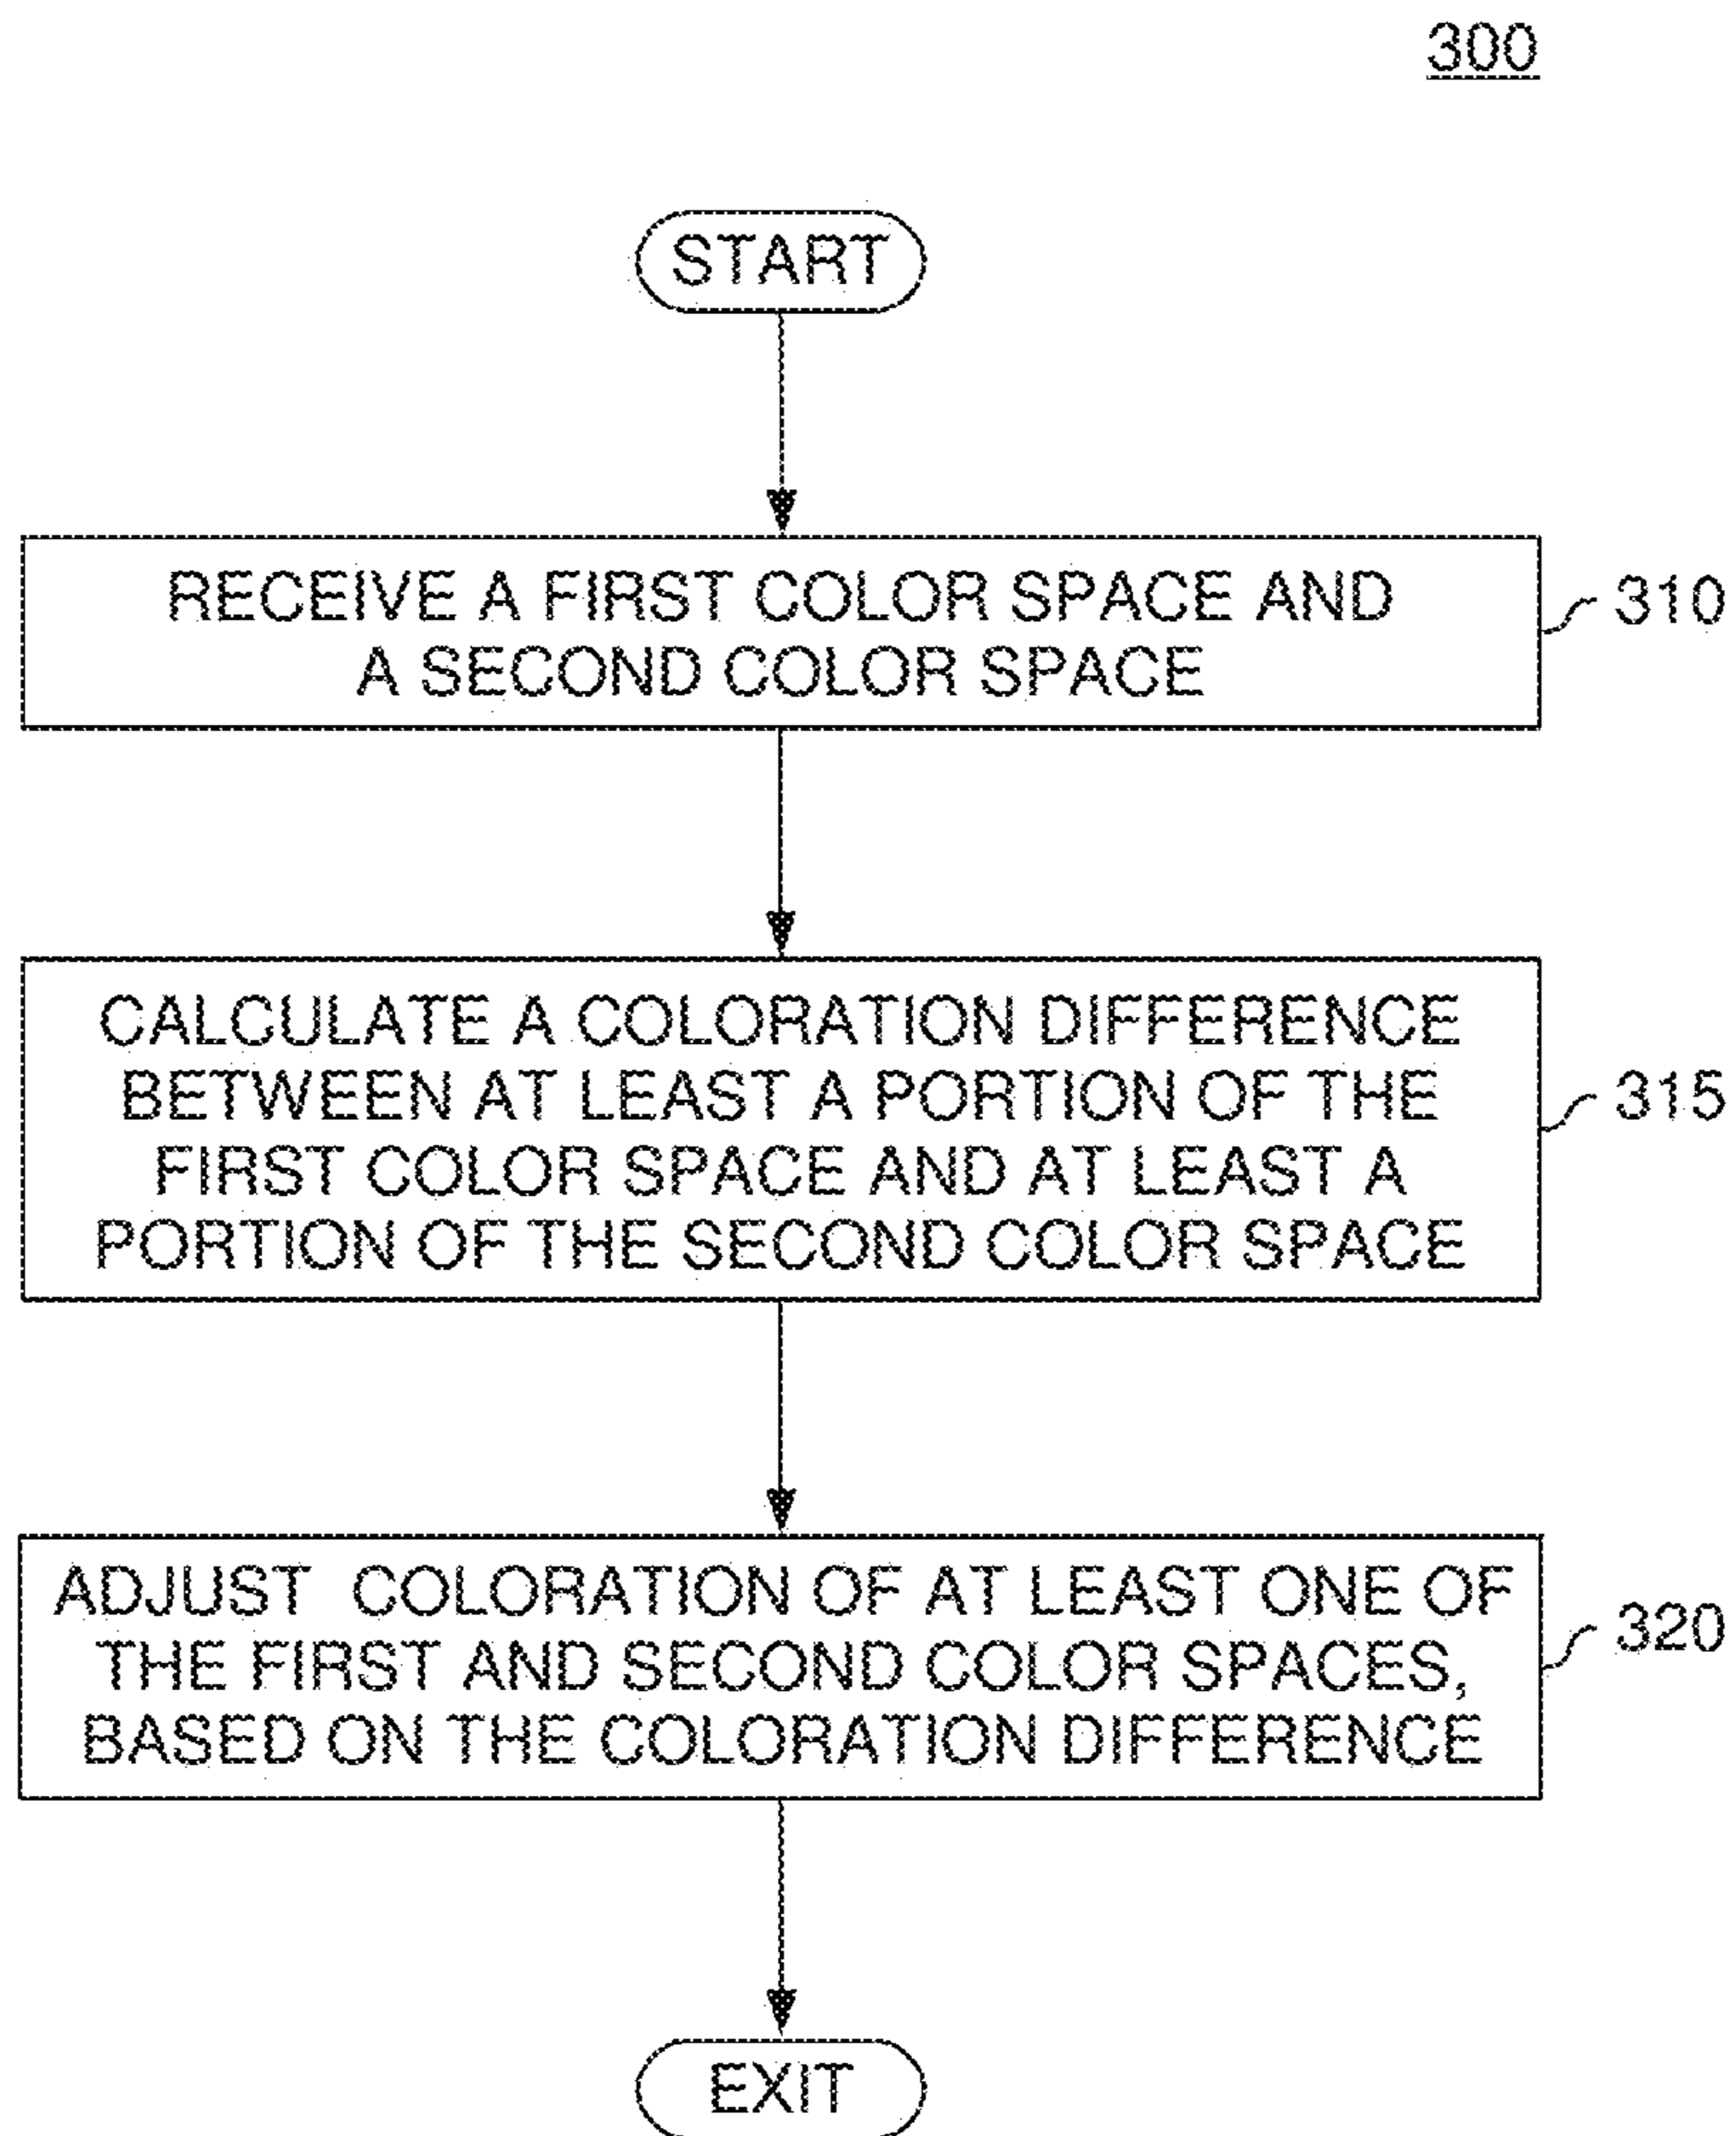 300
START
RECEIVE A FIRST COLOR SPACE AND
A SECOND COLOR SPACE
310
CALCULATE A COLORATION DIFFERENCE
BETWEEN AT LEAST A PORTION OF THE
FIRST COLOR SPACE AND AT LEAST A
PORTION OF THE SECOND COLOR SPACE
315
ADJUST COLORATION OF AT LEAST ONE OF
THE FIRST AND SECOND COLOR SPACES,
BASED ON THE COLORATION DIFFERENCE
320
EXIT